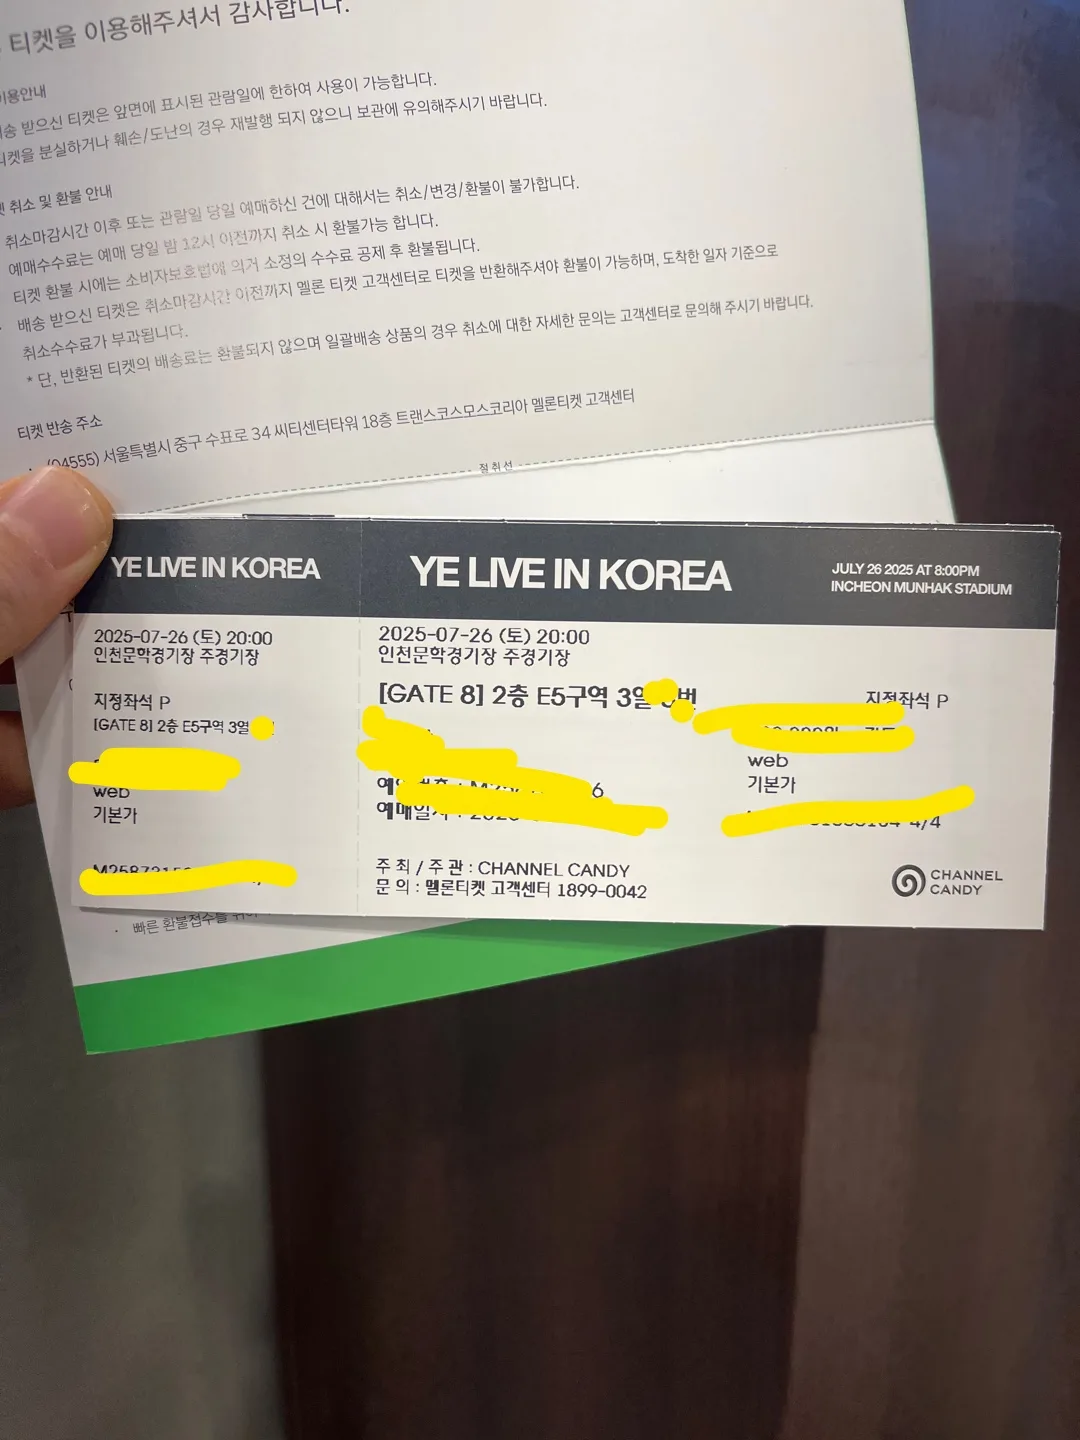 티켓을 이용해주셔서 감사합니다.
이용안내
배송 받으신 티켓은 앞면에 표시된 관람일에 한하여 사용이 가능합니다.
티켓을 분실하거나 훼손/도난의 경우 재발행 되지 않으니 보관에 유의해주시기 바랍니다.
취소 및 환불 안내
취소마감시간 이후 또는 관람일 당일 예매하신 건에 대해서는 취소/변경/환불이 불가합니다.
예매수수료는 예매 당일 밤 12시 이전까지 취소 시 환불가능 합니다.
티켓 환불 시에는 소비자보호법에 의거 소정의 수수료 공제 후 환불됩니다.
배송 받으신 티켓은 취소마감시간 이전까지 멜론 티켓 고객센터로 티켓을 반환해주셔야 환불이 가능하며, 도착한 일자 기준으로
취소수수료가 부과됩니다.
* 단, 반환된 티켓의 배송료는 환불되지 않으며 일괄배송 상품의 경우 취소에 대한 자세한 문의는 고객센터로 문의해 주시기 바랍니다.
티켓 반송 주소
(04555) 서울특별시 중구 수표로 34 씨티센터타워 18층 트랜스코스모스코리아 멜론티켓 고객센터
절취선
YE LIVE IN KOREA
2025-07-26 (토) 20:00
인천문학경기장 주경기장
지정좌석 P
[GATE 8] 2층 E5구역 3열
web
기본가
YE LIVE IN KOREA
JULY 26 2025 AT 8:00PM
INCHEON MUNHAK STADIUM
2025-07-26 (토) 20:00
인천문학경기장 주경기장
[GATE 8] 2층 E5구역 3열 번
지정좌석 P
web
기본가
4/4
주 최 / 주 관 : CHANNEL CANDY
문 의 : 멜론티켓 고객센터 1899-0042
CHANNEL
CANDY
· 빠른 환불접수를